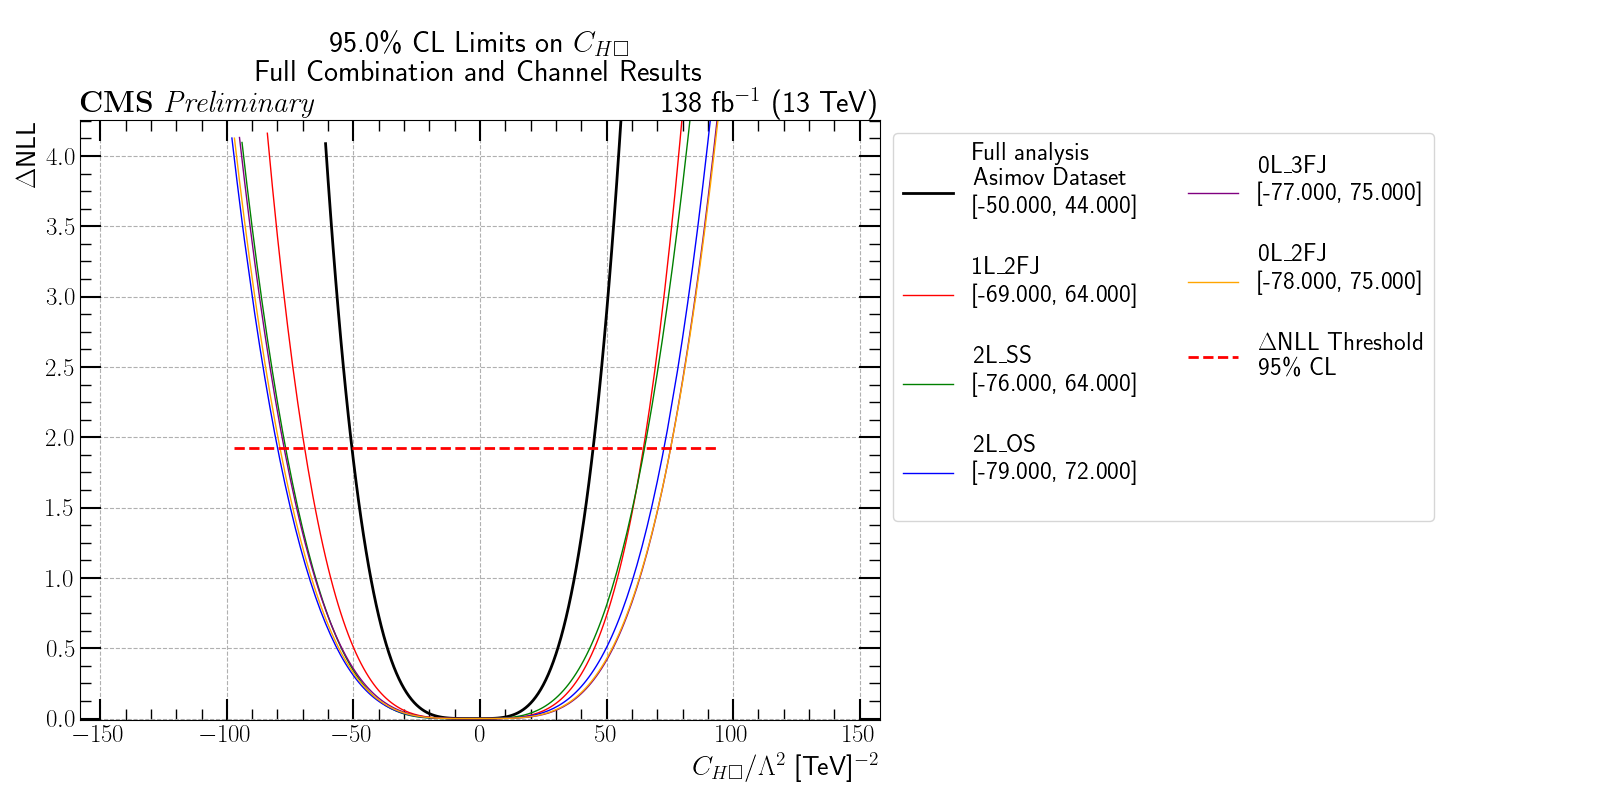 95.0% CL Limits on C_{H□}
Full Combination and Channel Results
CMS Preliminary
138 fb⁻¹ (13 TeV)
ΔNLL
4.0
3.5
3.0
2.5
2.0
1.5
1.0
0.5
0.0
−150 −100 −50 0 50 100 150
C_{H□}/Λ² [TeV]⁻²
Full analysis
Asimov Dataset
[-50.000, 44.000]
1L_2FJ
[-69.000, 64.000]
2L_SS
[-76.000, 64.000]
2L_OS
[-79.000, 72.000]
0L_3FJ
[-77.000, 75.000]
0L_2FJ
[-78.000, 75.000]
ΔNLL Threshold
95% CL